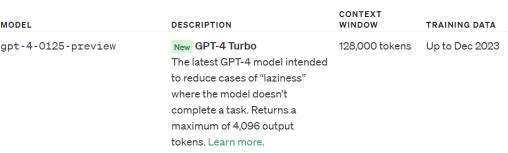 MODEL DESCRIPTION CONTEXT WINDOW TRAINING DATA
gpt-4-0125-preview New GPT-4 Turbo 128,000 tokens Up to Dec 2023
The latest GPT-4 model intended
to reduce cases of “laziness”
where the model doesn’t
complete a task. Returns a
maximum of 4,096 output
tokens. Learn more.